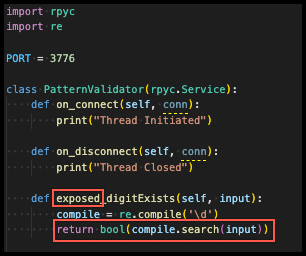 import rpyc
import re
PORT = 3776
class PatternValidator(rpyc.Service):
def on_connect(self, conn):
print("Thread Initiated")
def on_disconnect(self, conn):
print("Thread Closed")
def exposed_digitExists(self, input):
compile = re.compile('\d')
return bool(compile.search(input))